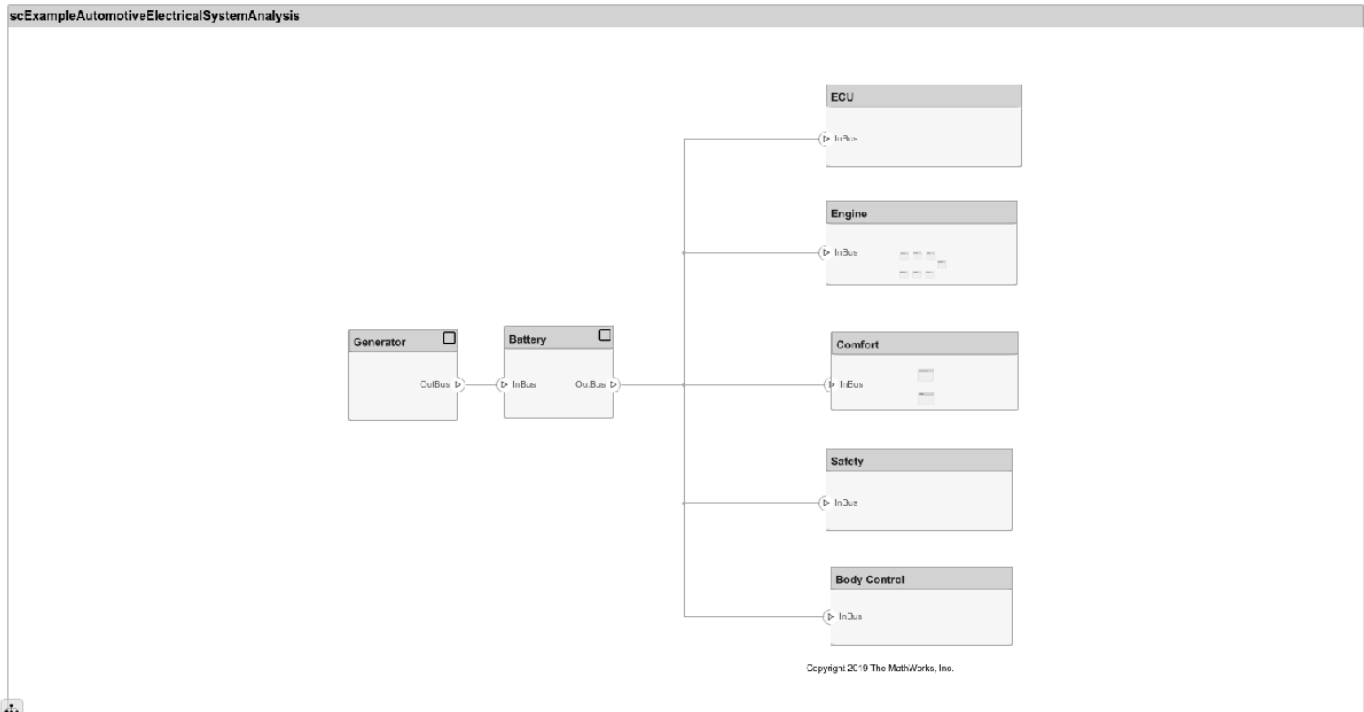 scExampleAutomotiveElectricalSystemAnalysis
ECU
InBus
Engine
InBus
Generator
OutBus
Battery
InBus
OutBus
Comfort
InBus
Safety
InBus
Body Control
InBus
Copyright 2019 The MathWorks, Inc.